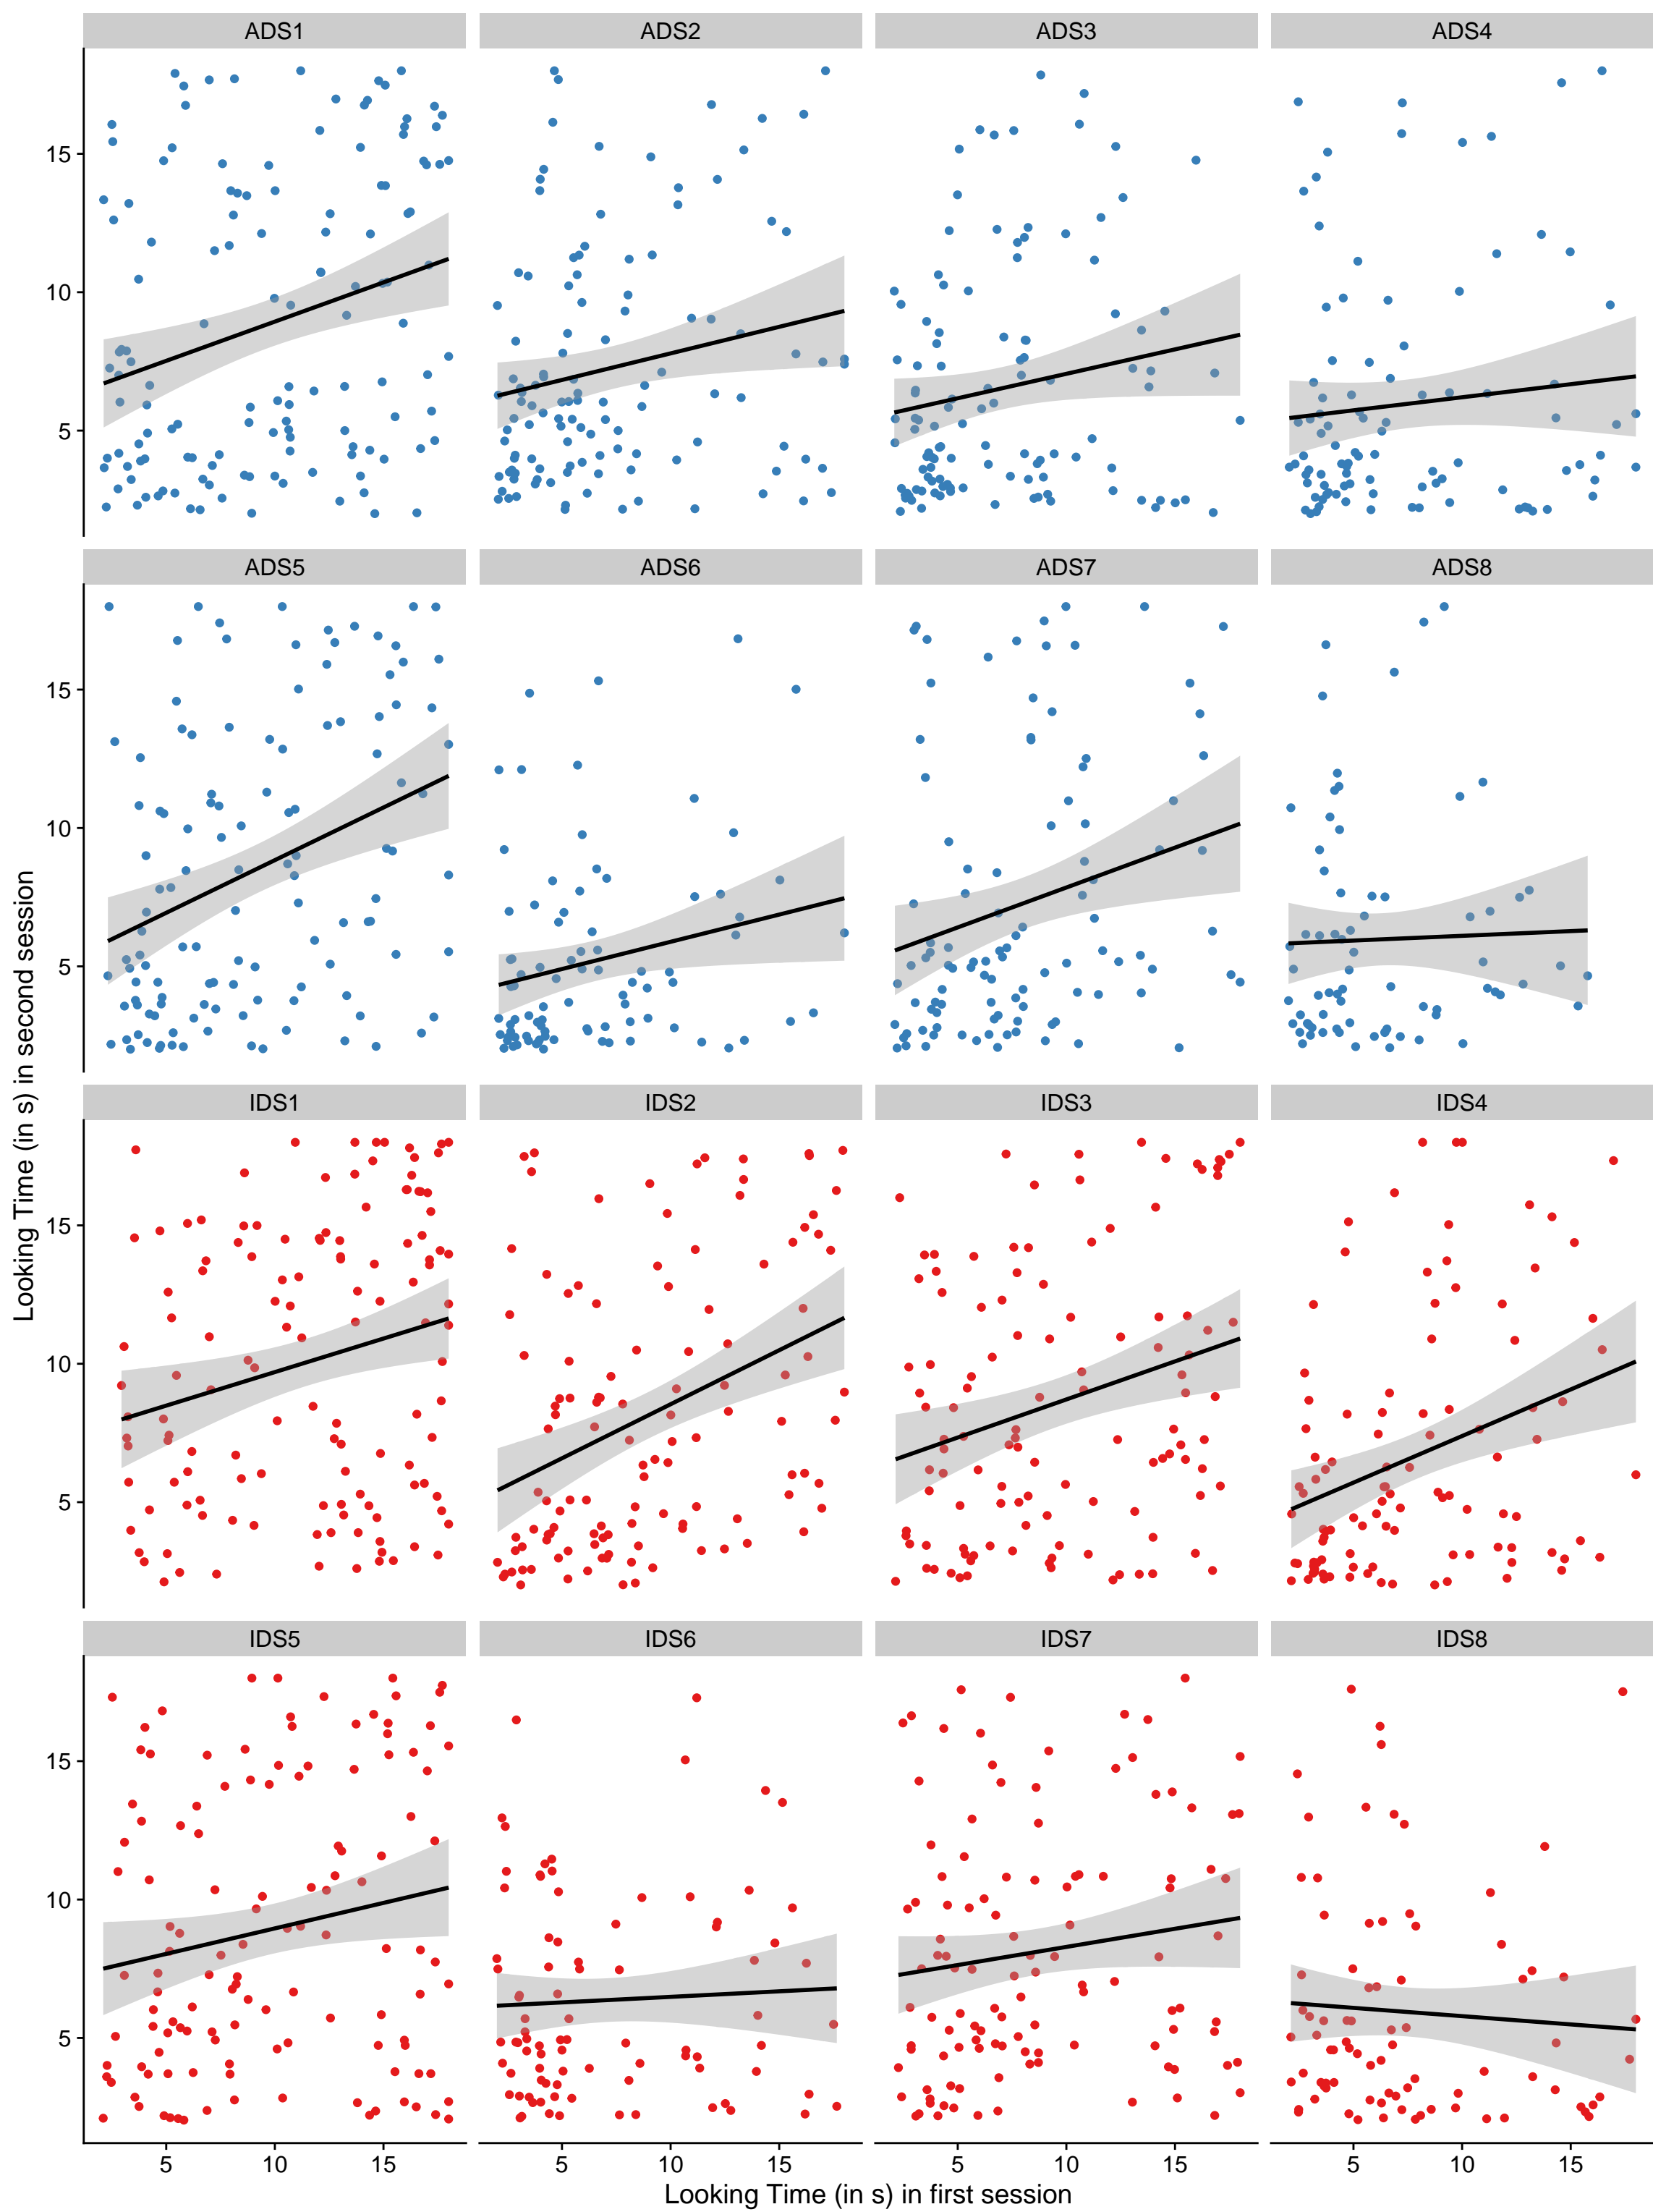 ADS1 ADS2 ADS3 ADS4
15
10
5
ADS5 ADS6 ADS7 ADS8
15
10
5
Looking Time (in s) in second session
IDS1 IDS2 IDS3 IDS4
15
10
5
IDS5 IDS6 IDS7 IDS8
15
10
5
5 10 15 5 10 15 5 10 15 5 10 15
Looking Time (in s) in first session